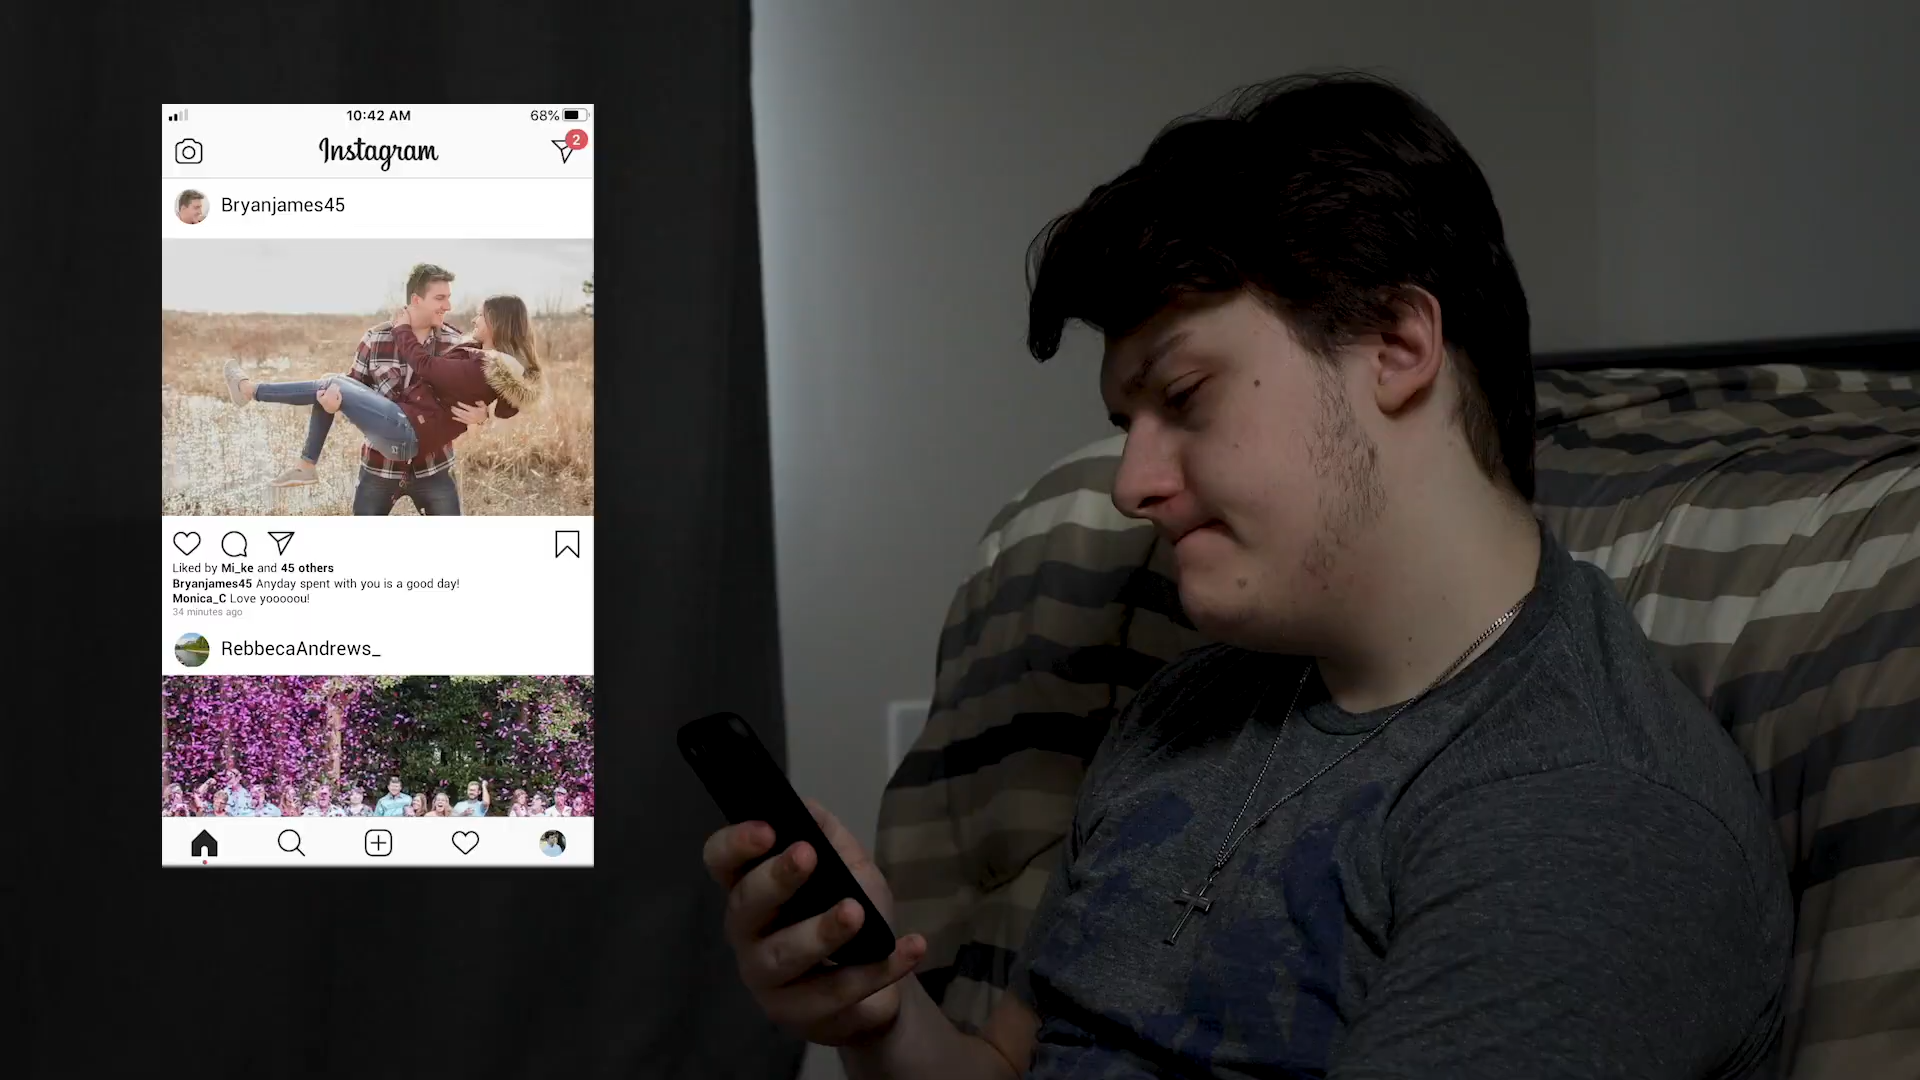 10:42 AM
68%
Instagram
2
Bryanjames45
Liked by Mi_ke and 45 others
Bryanjames45 Anyday spent with you is a good day!
Monica_C Love yooooou!
34 minutes ago
RebbecaAndrews_